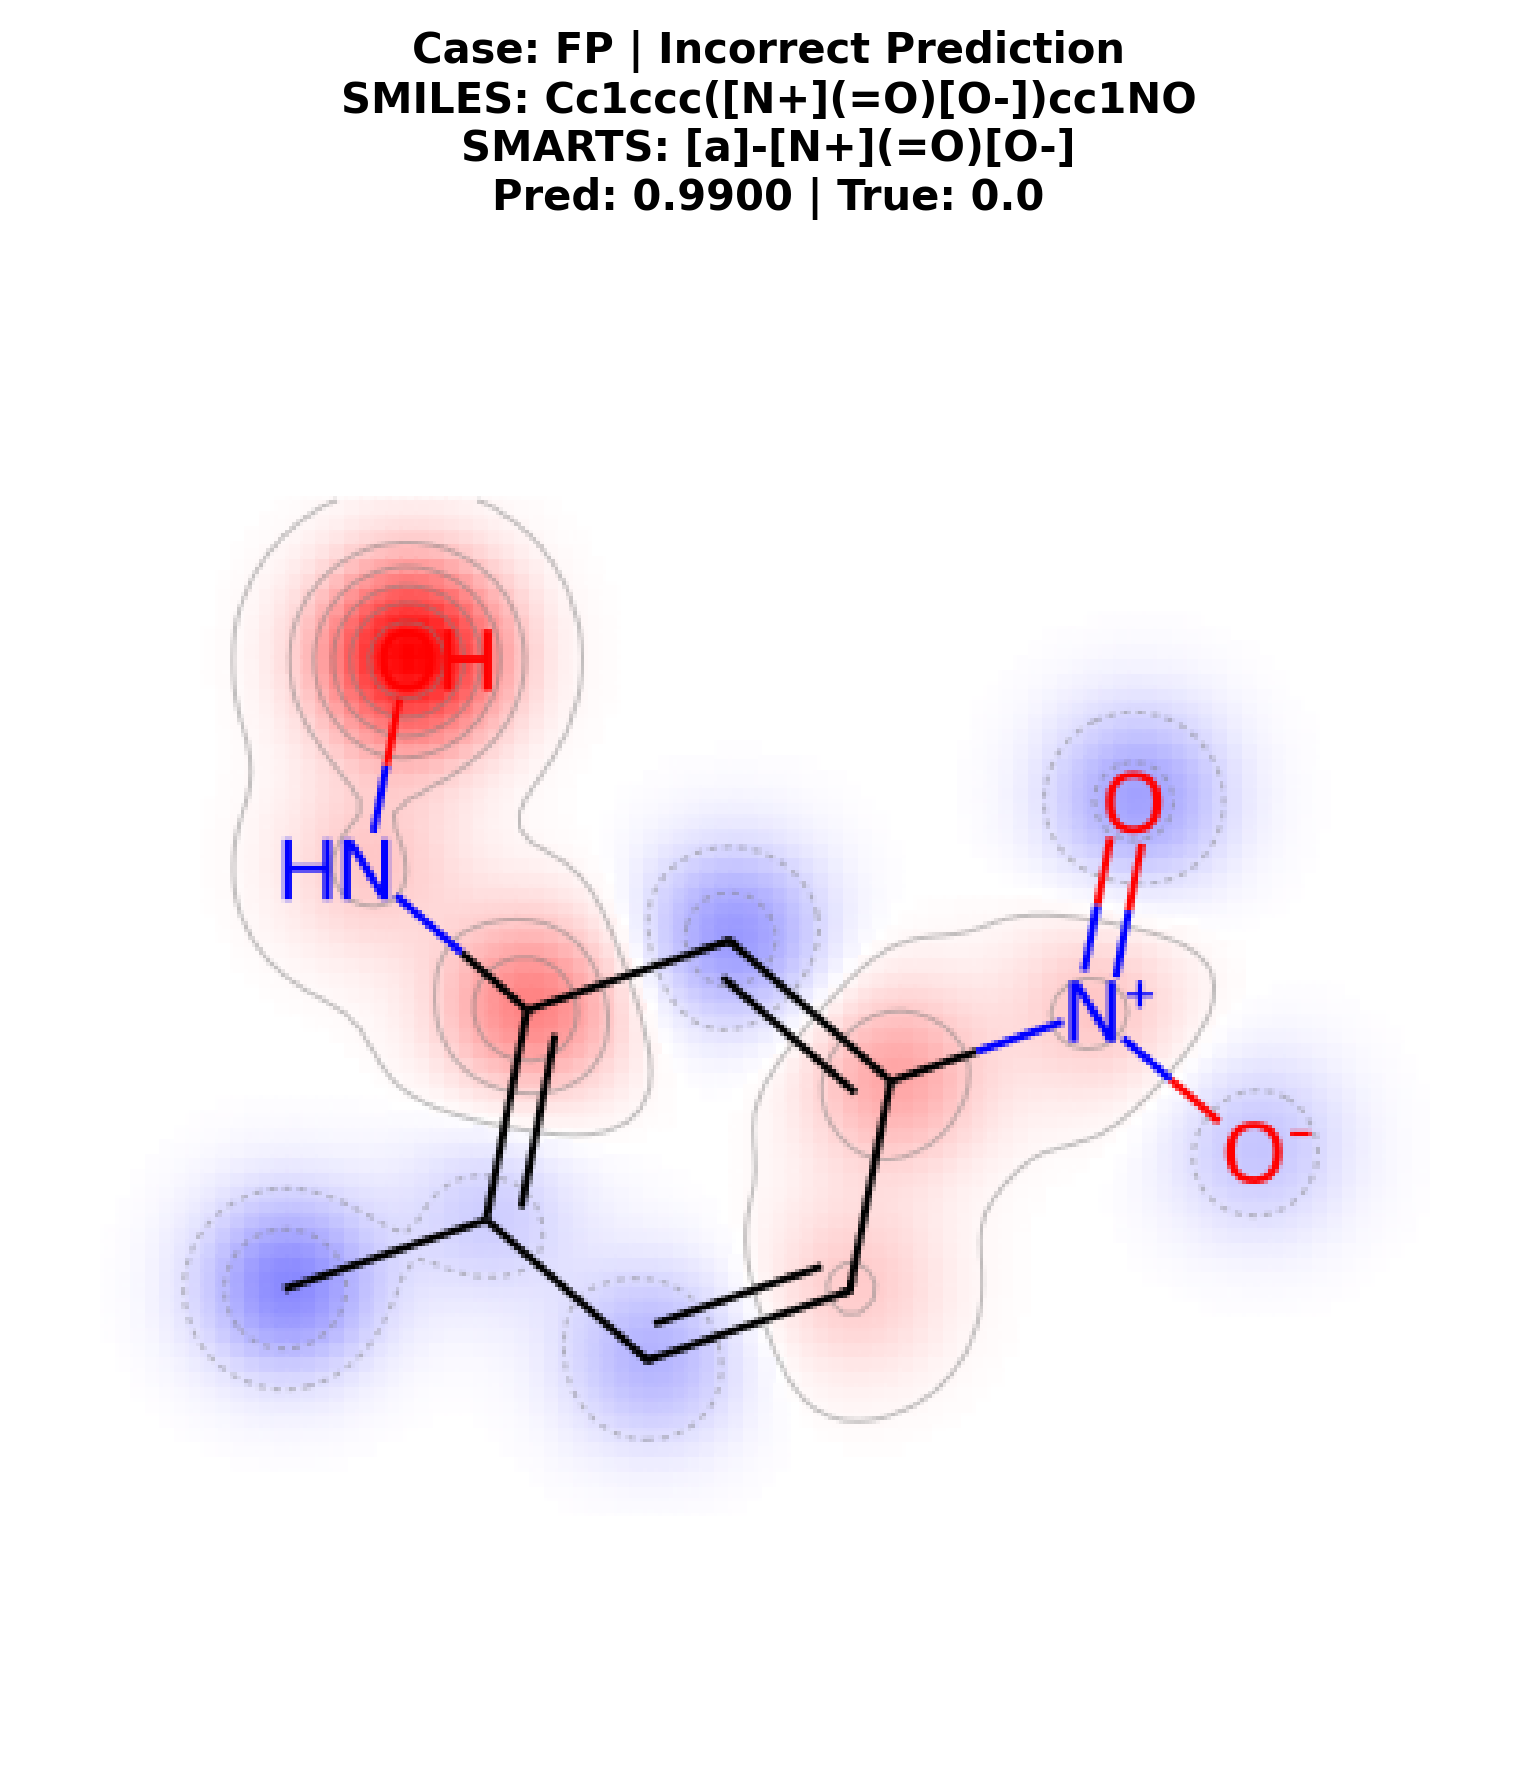 Case: FP | Incorrect Prediction
SMILES: Cc1ccc([N+](=O)[O-])cc1NO
SMARTS: [a]-[N+](=O)[O-]
Pred: 0.9900 | True: 0.0
OH
O
HN
N+
O−